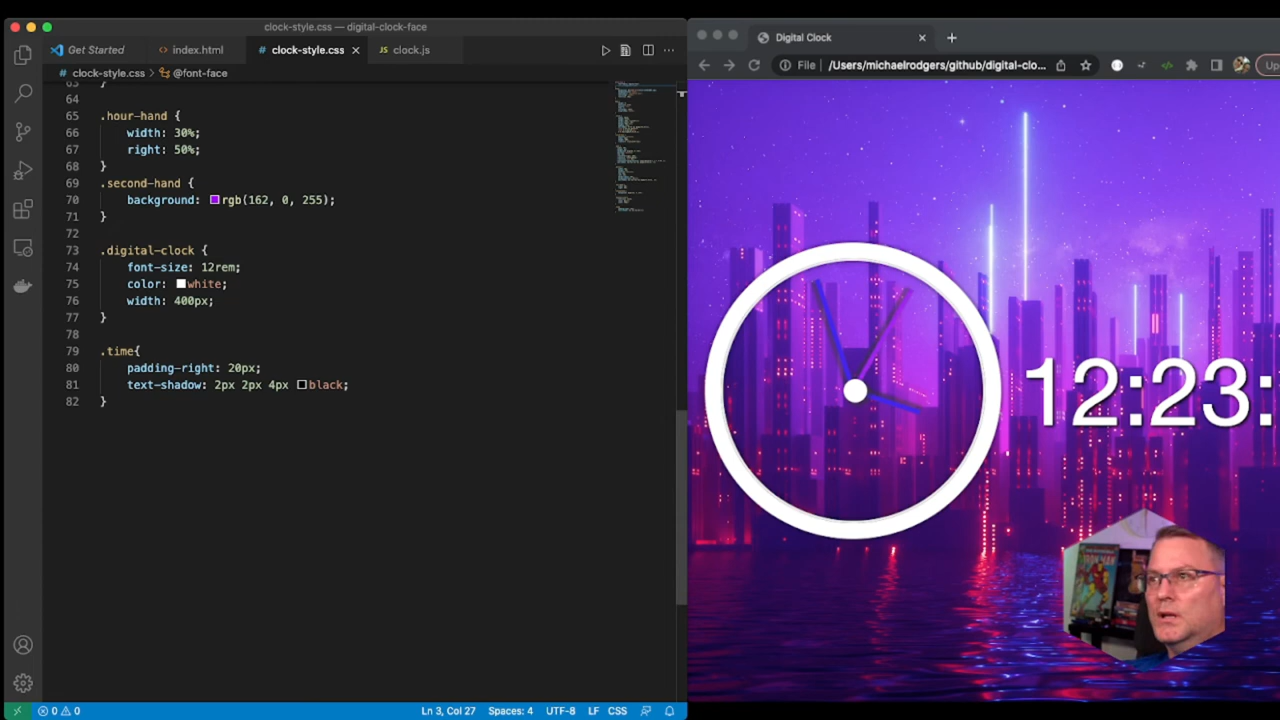 clock-style.css — digital-clock-face
Get Started
index.html
# clock-style.css
JS clock.js
# clock-style.css > @font-face
64
65 .hour-hand {
66 width: 30%;
67 right: 50%;
68 }
69 .second-hand {
70 background: rgb(162, 0, 255);
71 }
72
73 .digital-clock {
74 font-size: 12rem;
75 color: white;
76 width: 400px;
77 }
78
79 .time{
80 padding-right: 20px;
81 text-shadow: 2px 2px 4px black;
82 }
0 0
Ln 3, Col 27 Spaces: 4 UTF-8 LF CSS
Digital Clock
File /Users/michaelrodgers/github/digital-clo...
12:23:
IRON MAN